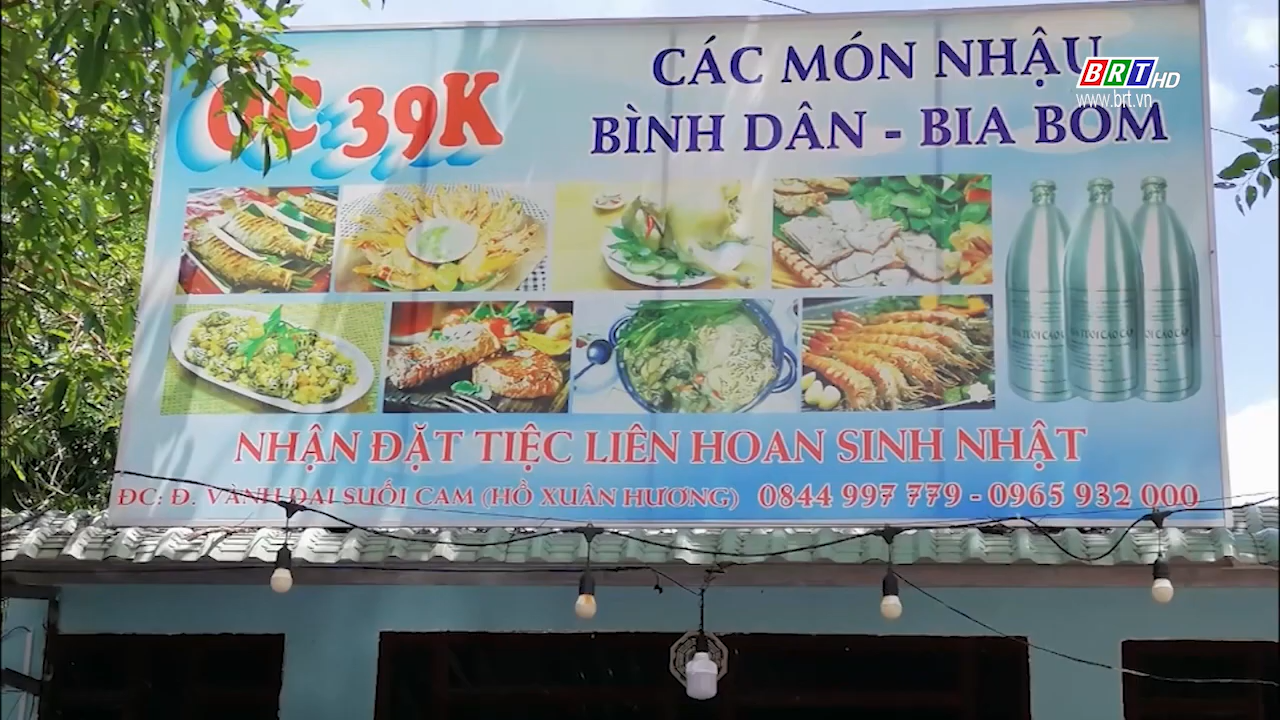 ỐC 39K
CÁC MÓN NHẬU
BÌNH DÂN - BIA BOM
BRT HD
www.brt.vn
NHẬN ĐẶT TIỆC LIÊN HOAN SINH NHẬT
ĐC: Đ. VÀNH ĐAI SUỐI CAM (HỒ XUÂN HƯƠNG) 0844 997 779 - 0965 932 000